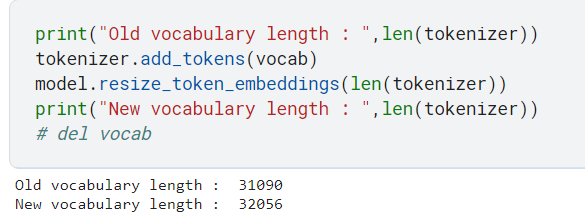 print("Old vocabulary length : ",len(tokenizer))
tokenizer.add_tokens(vocab)
model.resize_token_embeddings(len(tokenizer))
print("New vocabulary length : ",len(tokenizer))
# del vocab
Old vocabulary length :  31090
New vocabulary length :  32056